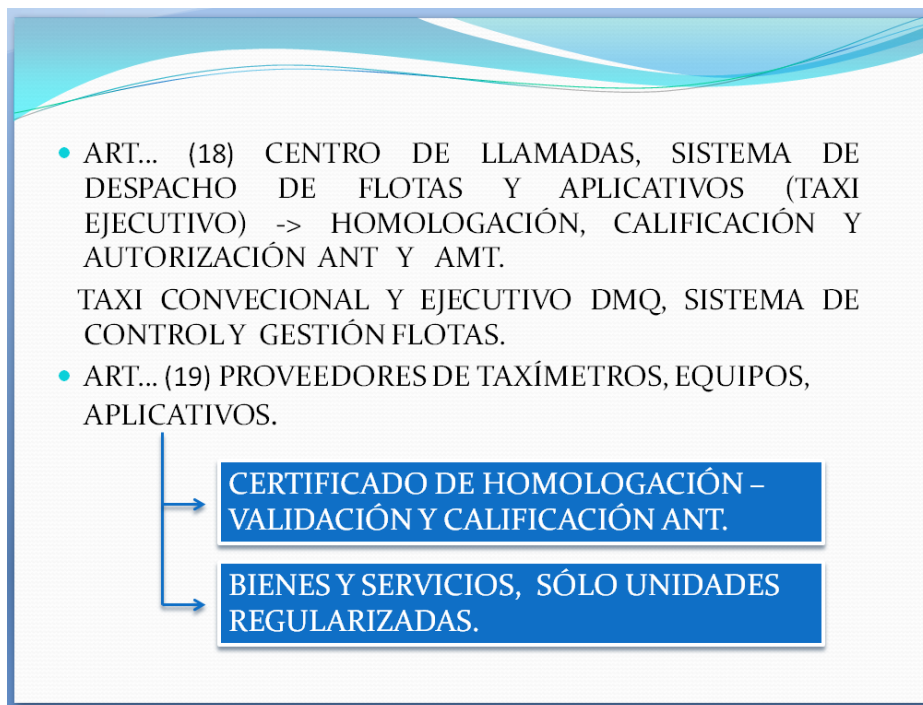 • ART... (18) CENTRO DE LLAMADAS, SISTEMA DE
DESPACHO DE FLOTAS Y APLICATIVOS (TAXI
EJECUTIVO) -> HOMOLOGACIÓN, CALIFICACIÓN Y
AUTORIZACIÓN ANT Y AMT.
TAXI CONVECIONAL Y EJECUTIVO DMQ, SISTEMA DE
CONTROL Y GESTIÓN FLOTAS.
• ART... (19) PROVEEDORES DE TAXÍMETROS, EQUIPOS,
APLICATIVOS.
CERTIFICADO DE HOMOLOGACIÓN –
VALIDACIÓN Y CALIFICACIÓN ANT.
BIENES Y SERVICIOS, SÓLO UNIDADES
REGULARIZADAS.